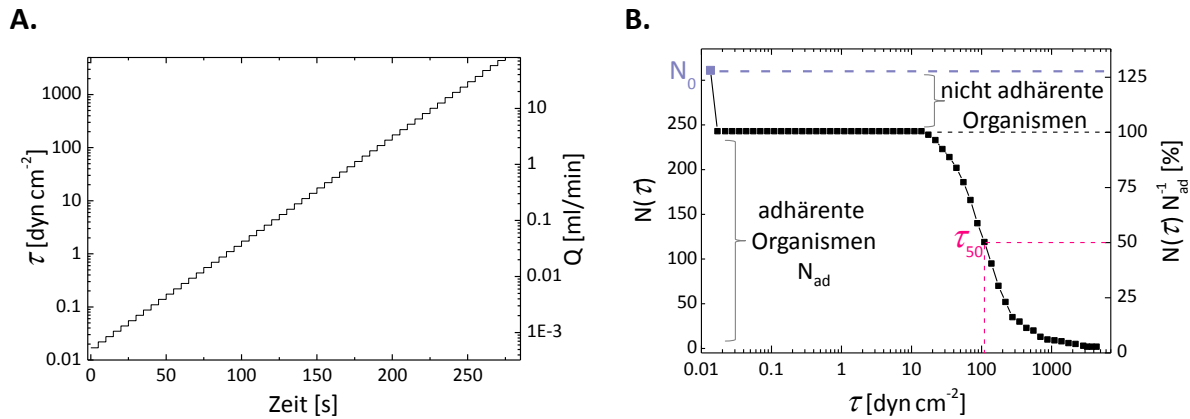 A.
τ [dyn cm-2]
1000
100
10
1
0.1
0.01
0
50
100
150
200
250
Zeit [s]
10
1
0.1
0.01
1E-3
Q [ml/min]
B.
N0
250
200
150
100
50
0
N(τ)
nicht adhärente
Organismen
adhärente
Organismen
Nad
τ50
0.01
0.1
1
10
100
1000
τ [dyn cm-2]
125
100
75
50
25
0
N(τ) N-1ad [%]